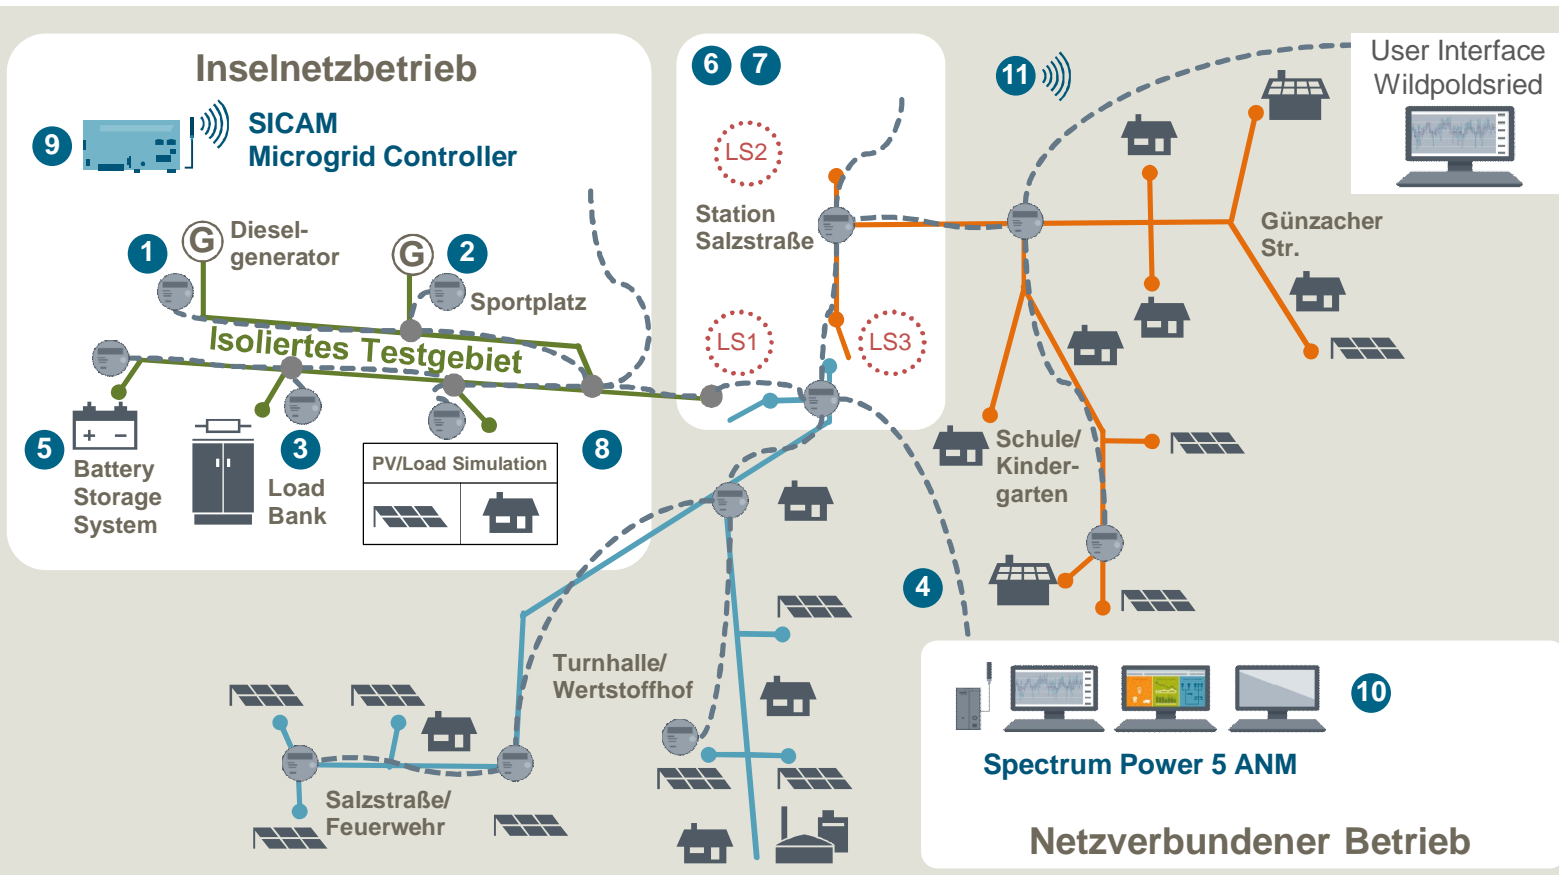 Inselnetzbetrieb
9
SICAM
Microgrid Controller
1
G
Diesel-
generator
G
2
Sportplatz
Isoliertes Testgebiet
5
Battery
Storage
System
3
Load
Bank
PV/Load Simulation
8
6
7
LS2
Station
Salzstraße
LS1
LS3
11
User Interface
Wildpoldsried
Günzacher
Str.
Schule/
Kinder-
garten
4
Turnhalle/
Wertstoffhof
Salzstraße/
Feuerwehr
10
Spectrum Power 5 ANM
Netzverbundener Betrieb